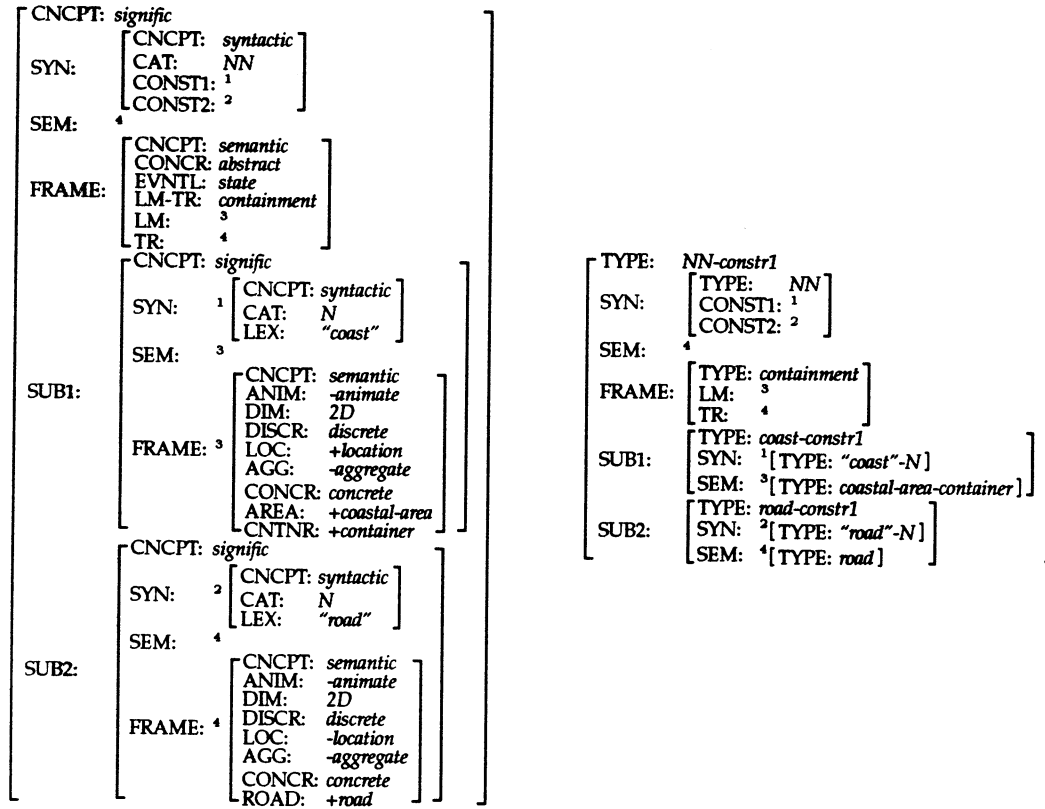 CNCPT: signific
SYN:
CNCPT: syntactic
CAT: NN
CONST1: 1
CONST2: 2
SEM: 4
FRAME:
CNCPT: semantic
CONCR: abstract
EVNTL: state
LM-TR: containment
LM: 3
TR: 4
SUB1:
CNCPT: signific
SYN: 1
CNCPT: syntactic
CAT: N
LEX: "coast"
SEM: 3
FRAME: 3
CNCPT: semantic
ANIM: -animate
DIM: 2D
DISCR: discrete
LOC: +location
AGG: -aggregate
CONCR: concrete
AREA: +coastal-area
CNTNR: +container
SUB2:
CNCPT: signific
SYN: 2
CNCPT: syntactic
CAT: N
LEX: "road"
SEM: 4
FRAME: 4
CNCPT: semantic
ANIM: -animate
DIM: 2D
DISCR: discrete
LOC: -location
AGG: -aggregate
CONCR: concrete
ROAD: +road
TYPE: NN-constr1
SYN:
TYPE: NN
CONST1: 1
CONST2: 2
SEM: 4
FRAME:
TYPE: containment
LM: 3
TR: 4
SUB1:
TYPE: coast-constr1
SYN: 1[TYPE: "coast"-N]
SEM: 3[TYPE: coastal-area-container]
SUB2:
TYPE: road-constr1
SYN: 2[TYPE: "road"-N]
SEM: 4[TYPE: road]